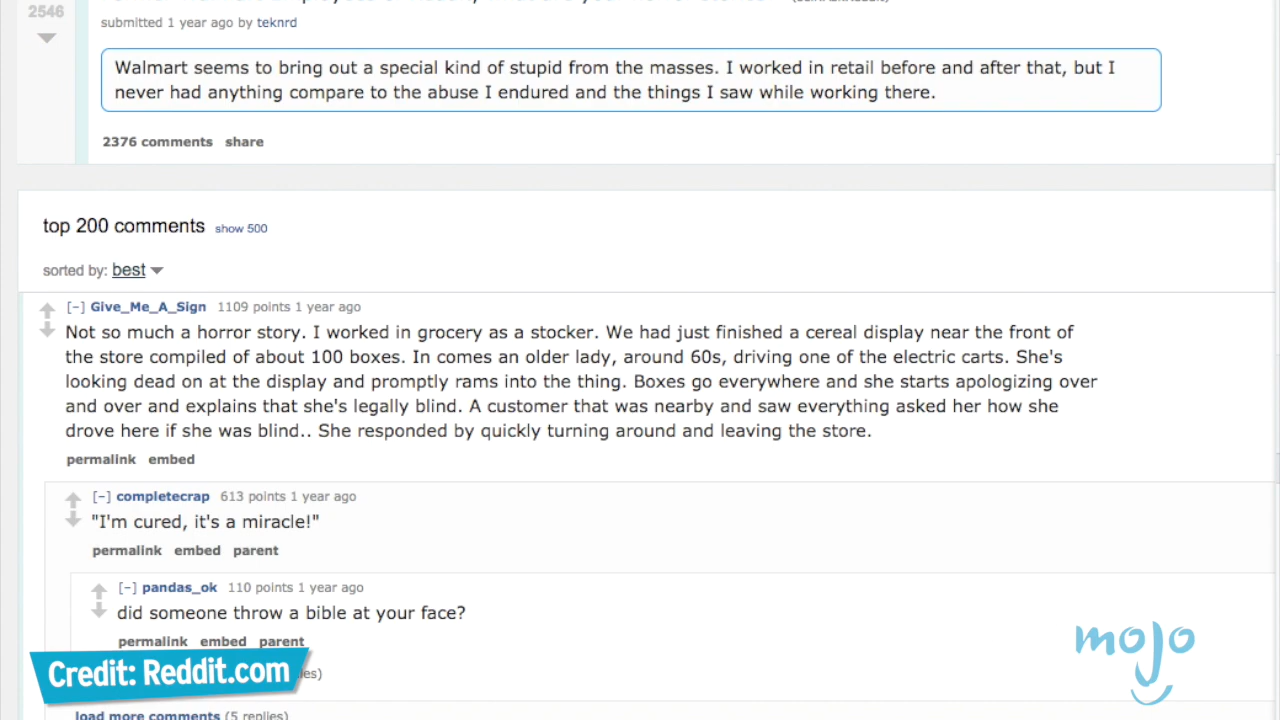 2546
submitted 1 year ago by teknrd
Walmart seems to bring out a special kind of stupid from the masses. I worked in retail before and after that, but I
never had anything compare to the abuse I endured and the things I saw while working there.
2376 comments share
top 200 comments show 500
sorted by: best
[–] Give_Me_A_Sign 1109 points 1 year ago
Not so much a horror story. I worked in grocery as a stocker. We had just finished a cereal display near the front of
the store compiled of about 100 boxes. In comes an older lady, around 60s, driving one of the electric carts. She's
looking dead on at the display and promptly rams into the thing. Boxes go everywhere and she starts apologizing over
and over and explains that she's legally blind. A customer that was nearby and saw everything asked her how she
drove here if she was blind.. She responded by quickly turning around and leaving the store.
permalink embed
[–] completecrap 613 points 1 year ago
"I'm cured, it's a miracle!"
permalink embed parent
[–] pandas_ok 110 points 1 year ago
did someone throw a bible at your face?
permalink embed parent
Credit: Reddit.com
load more comments (5 replies)
mojo